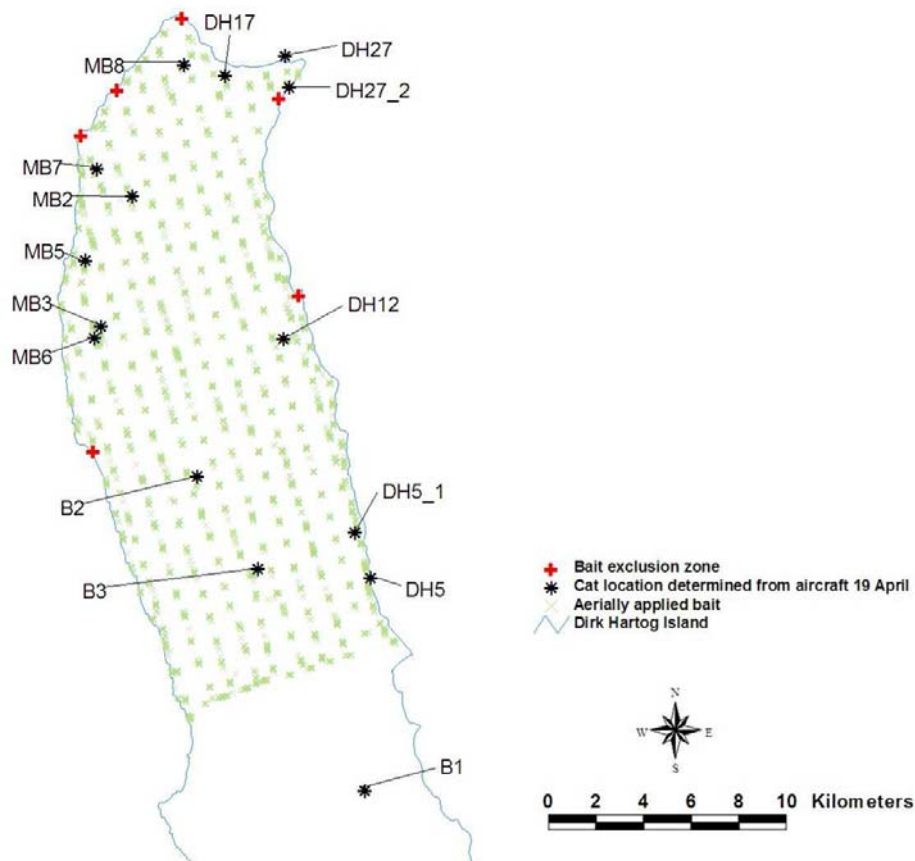 DH17
DH27
MB8
DH27_2
MB7
MB2
MB5
MB3
DH12
MB6
B2
DH5_1
B3
DH5
Bait exclusion zone
Cat location determined from aircraft 19 April
Aerially applied bait
Dirk Hartog Island
N
W E
S
B1
0 2 4 6 8 10 Kilometers